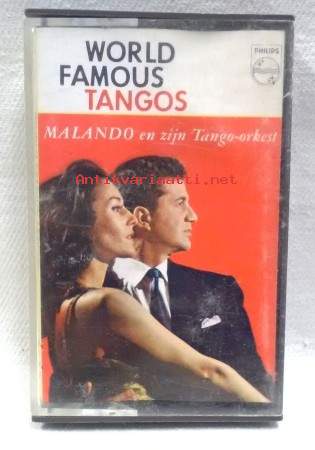 WORLD
FAMOUS
TANGOS
PHILIPS
MALANDO en zijn Tango-orkest
Antikvariaatti.net